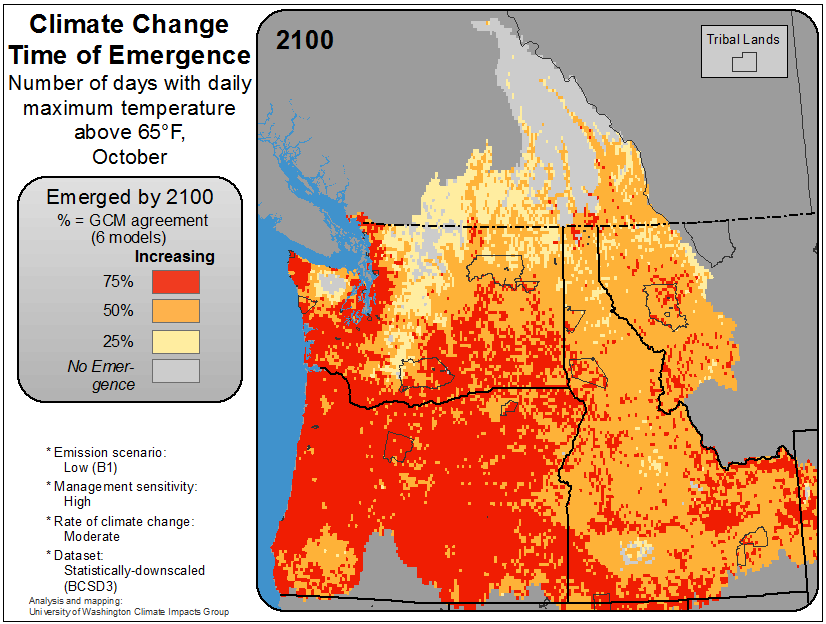 Climate Change
Time of Emergence
Number of days with daily
maximum temperature
above 65°F,
October
Emerged by 2100
% = GCM agreement
(6 models)
Increasing
75%
50%
25%
No Emer-
gence
* Emission scenario:
Low (B1)
* Management sensitivity:
High
* Rate of climate change:
Moderate
* Dataset:
Statistically-downscaled
(BCSD3)
Analysis and mapping:
University of Washington Climate Impacts Group
2100
Tribal Lands